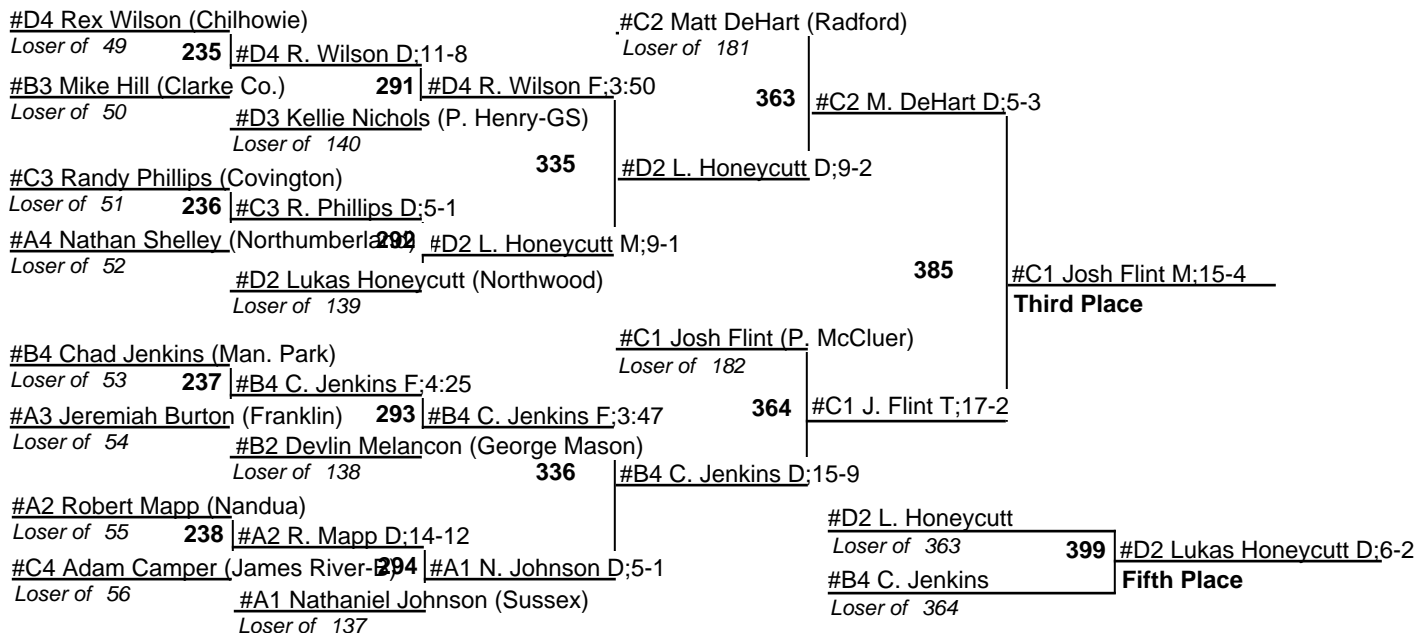 #D4 Rex Wilson (Chilhowie)
Loser of 49
235
#D4 R. Wilson D;11-8
#B3 Mike Hill (Clarke Co.)
Loser of 50
291
#D4 R. Wilson F;3:50
#D3 Kellie Nichols (P. Henry-GS)
Loser of 140
335
#D2 L. Honeycutt D;9-2
#C3 Randy Phillips (Covington)
Loser of 51
236
#C3 R. Phillips D;5-1
#A4 Nathan Shelley (Northumberland)
Loser of 52
292
#D2 L. Honeycutt M;9-1
#D2 Lukas Honeycutt (Northwood)
Loser of 139
#C2 Matt DeHart (Radford)
Loser of 181
363
#C2 M. DeHart D;5-3
385
#C1 Josh Flint M;15-4
Third Place
#B4 Chad Jenkins (Man. Park)
Loser of 53
237
#B4 C. Jenkins F;4:25
#A3 Jeremiah Burton (Franklin)
Loser of 54
293
#B4 C. Jenkins F;3:47
#B2 Devlin Melancon (George Mason)
Loser of 138
336
#B4 C. Jenkins D;15-9
#A2 Robert Mapp (Nandua)
Loser of 55
238
#A2 R. Mapp D;14-12
#C4 Adam Camper (James River-B)
Loser of 56
294
#A1 N. Johnson D;5-1
#A1 Nathaniel Johnson (Sussex)
Loser of 137
#C1 Josh Flint (P. McCluer)
Loser of 182
364
#C1 J. Flint T;17-2
#D2 L. Honeycutt
Loser of 363
399
#D2 Lukas Honeycutt D;6-2
Fifth Place
#B4 C. Jenkins
Loser of 364